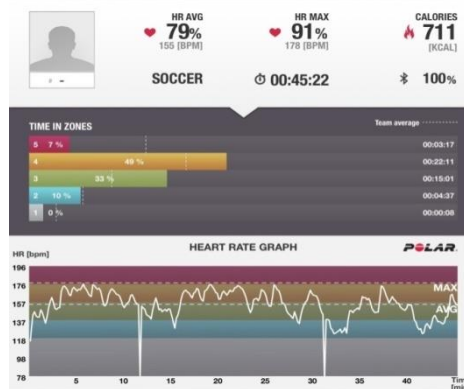 HR AVG
79%
155 [BPM]
HR MAX
91%
178 [BPM]
CALORIES
711
[KCAL]
SOCCER
00:45:22
100%
TIME IN ZONES
Team average
5 7 % 00:03:17
4 49 % 00:22:11
3 33 % 00:15:01
2 10 % 00:04:37
1 0 % 00:00:08
HEART RATE GRAPH
POLAR
HR [bpm]
196
176
157
137
118
98
78
MAX
AVG
5 10 15 20 25 30 35 40 Time